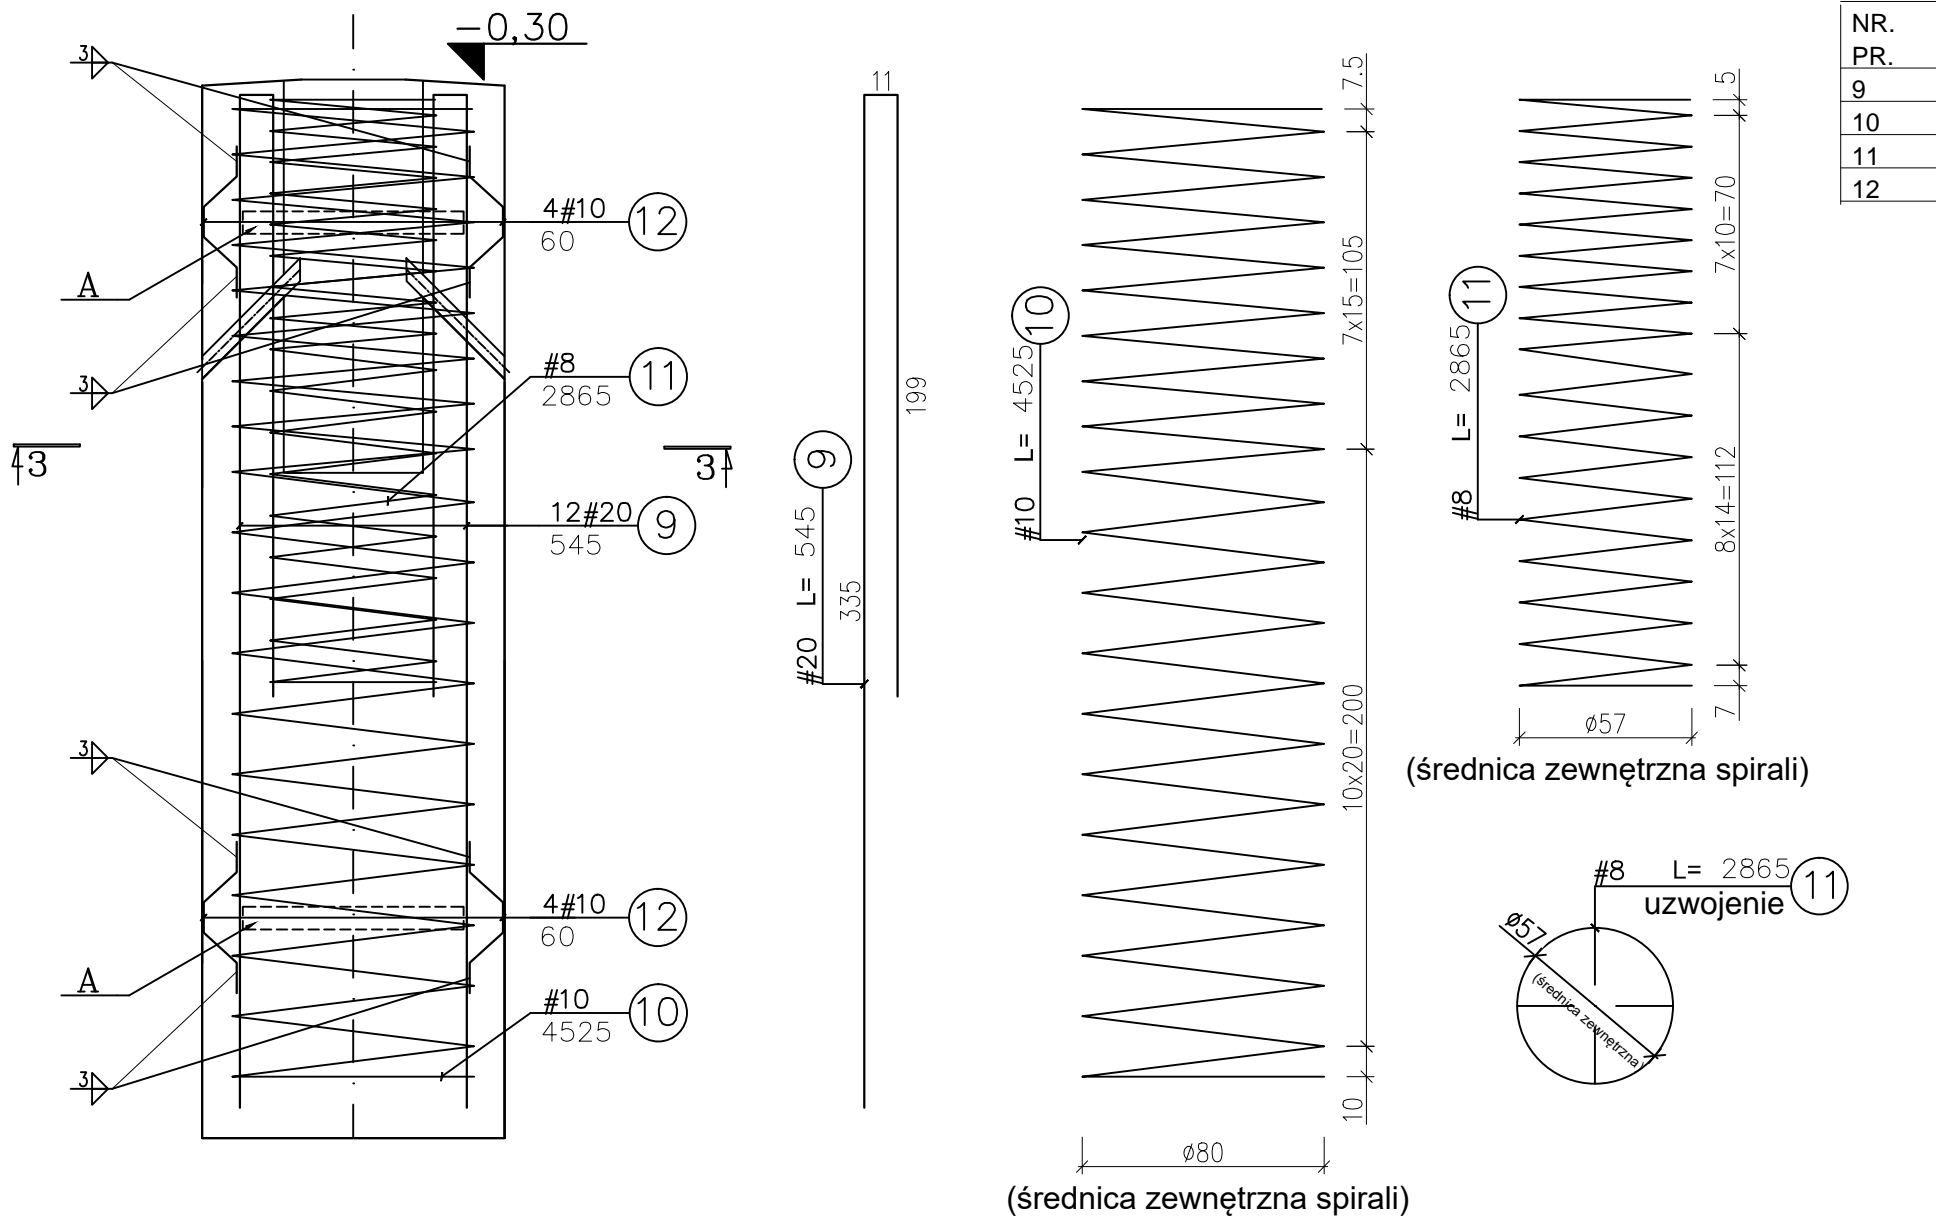 -0,30
3
4#10
60
12
A
#8
2865
11
3
3
3
12#20
545
9
3
4#10
60
12
A
#10
4525
10
3
11
199
335
#20 L= 545
9
7.5
7x15=105
10x20=200
10
#10 L= 4525
10
ø80
(średnica zewnętrzna spirali)
5
7x10=70
8x14=112
7
#8 L= 2865
11
ø57
(średnica zewnętrzna spirali)
#8 L= 2865
11
uzwojenie
ø57
(średnica zewnętrzna)
NR.
PR.
9
10
11
12